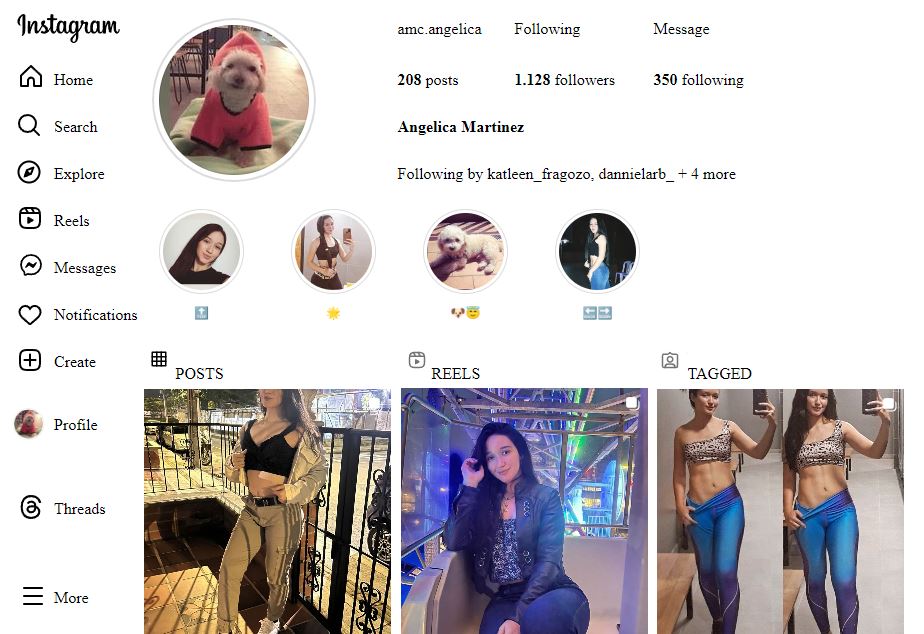 Instagram
amc.angelica Following Message
Home
208 posts 1.128 followers 350 following
Search
Angelica Martinez
Explore
Following by katleen_fragozo, dannielarb_ + 4 more
Reels
Messages
Notifications
Create
POSTS REELS TAGGED
Profile
Threads
More